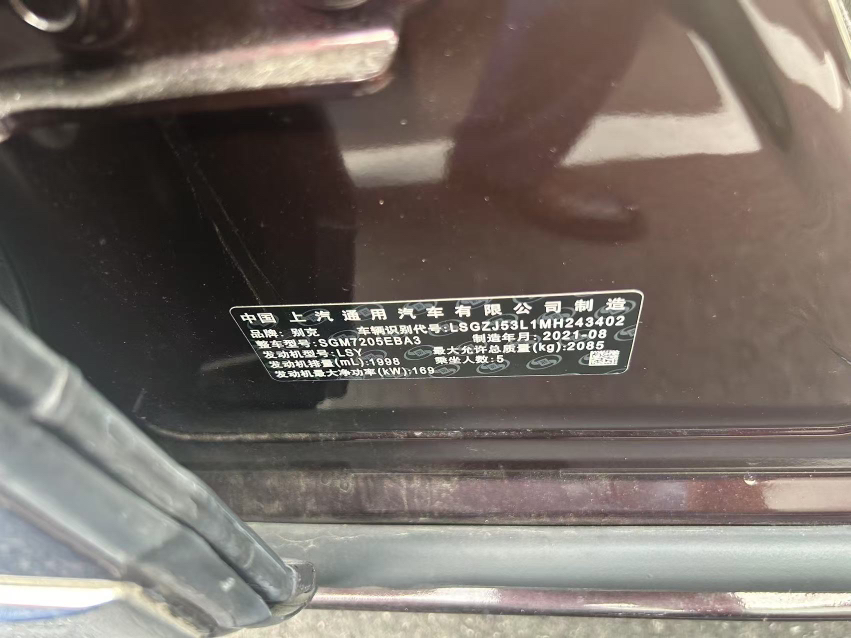 中国 上汽通用汽车有限公司制造
品牌：别克 车辆识别代号：LSGZJ53L1MH243402
整车型号：SGM7205EBA3 制造年月：2021-08
发动机型号：LSY 最大允许总质量(kg)：2085
发动机排量(mL)：1998 乘坐人数：5
发动机最大净功率(kW)：169